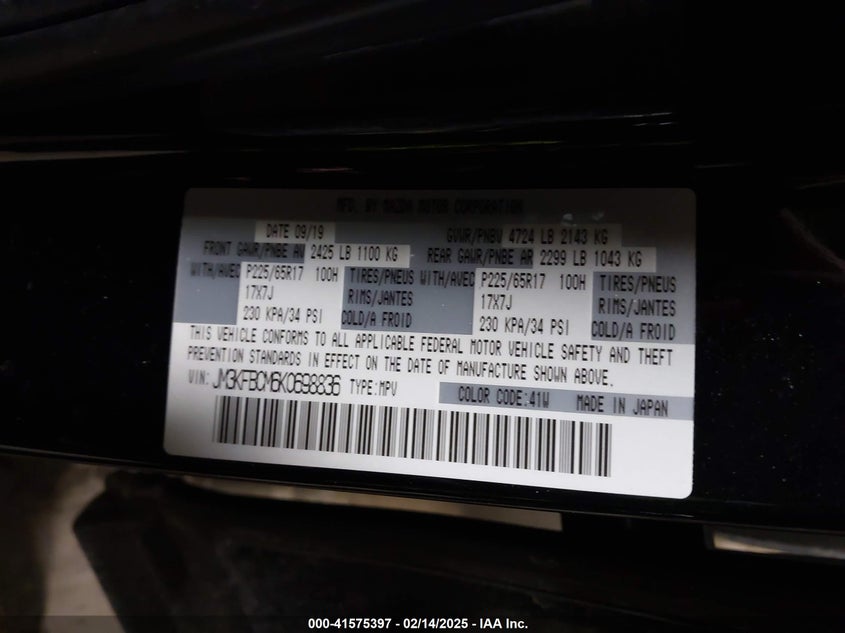 MFD. BY MAZDA MOTOR CORPORATION
DATE 09/19 GVWR/PNBV 4724 LB 2143 KG
FRONT GAWR/PNBE AV 2425 LB 1100 KG REAR GAWR/PNBE AR 2299 LB 1043 KG
WITH/AVEC P225/65R17 100H TIRES/PNEUS WITH/AVEC P225/65R17 100H TIRES/PNEUS
17X7J RIMS/JANTES 17X7J RIMS/JANTES
230 KPA/34 PSI COLD/A FROID 230 KPA/34 PSI COLD/A FROID
THIS VEHICLE CONFORMS TO ALL APPLICABLE FEDERAL MOTOR VEHICLE SAFETY AND THEFT
PREVENTION STANDARDS IN EFFECT ON THE DATE OF MANUFACTURE SHOWN ABOVE.
VIN: JM3KFBCM6K0698836 TYPE:MPV COLOR CODE:41W MADE IN JAPAN
000-41575397 - 02/14/2025 - IAA Inc.